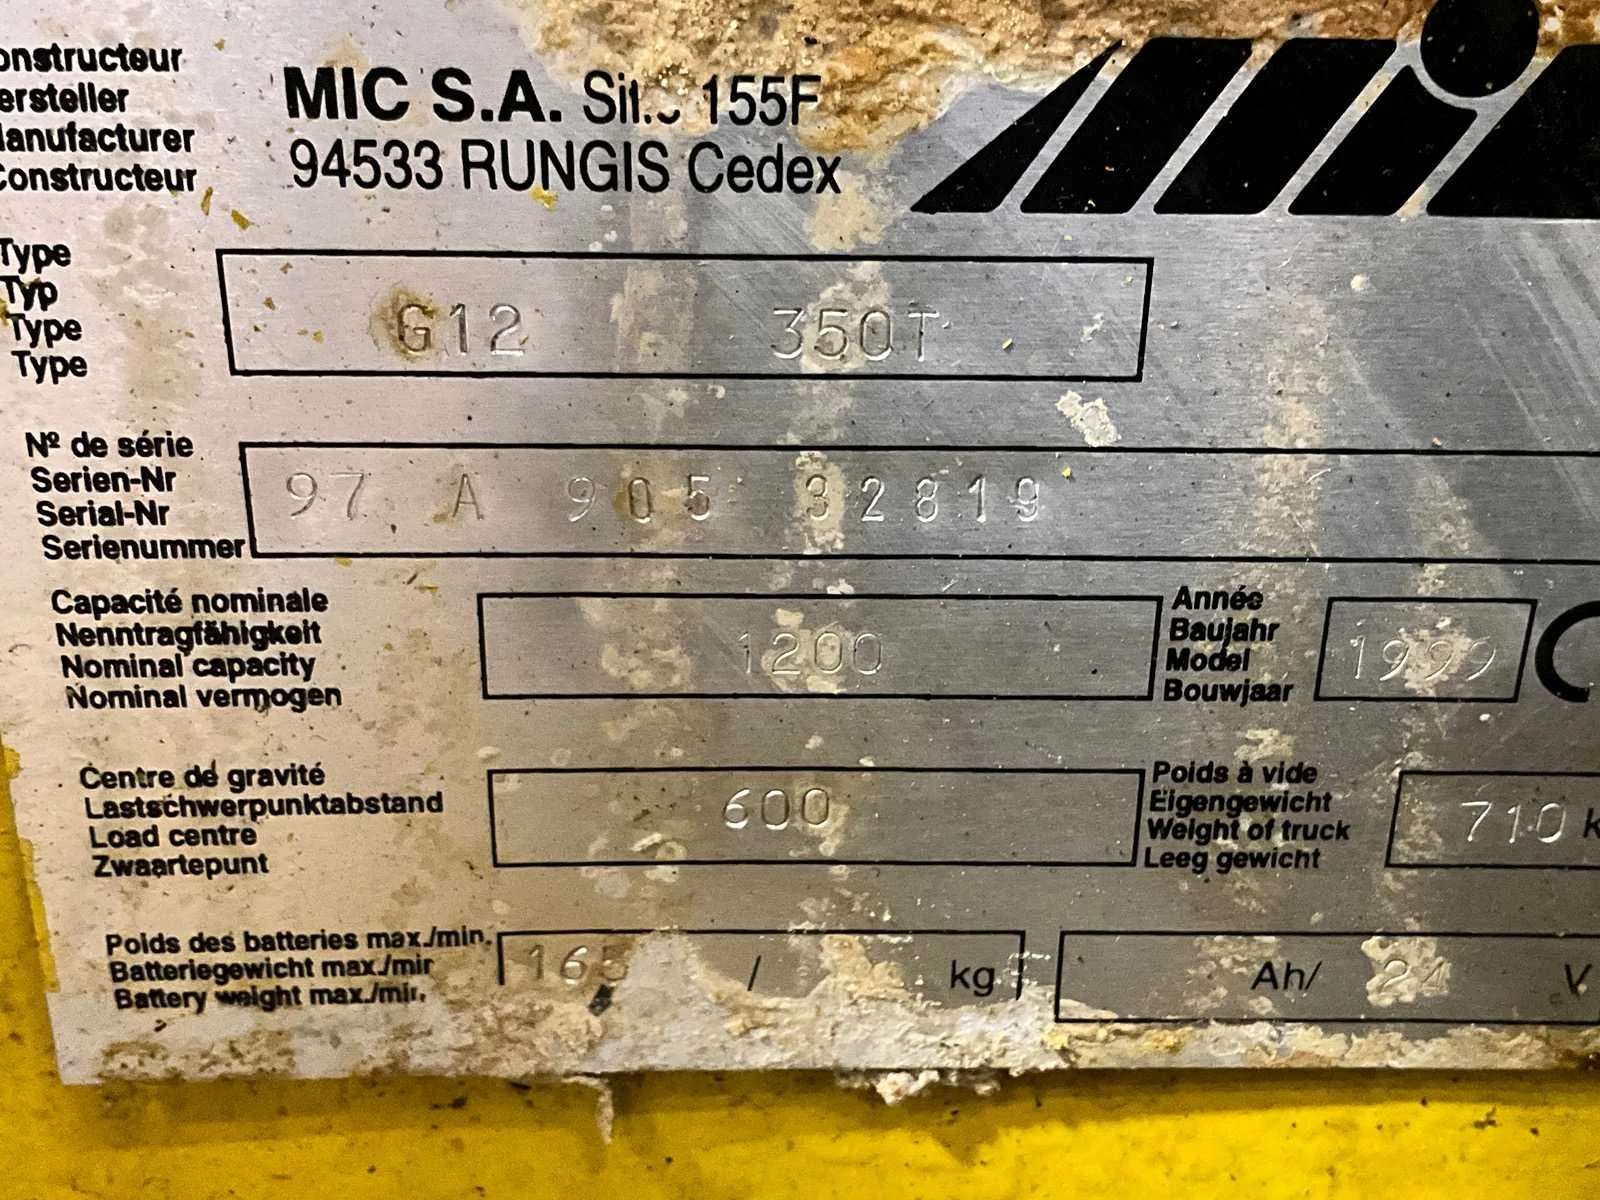 onstructeur
ersteller
anufacturer
onstructeur
MIC S.A. 155F
94533 RUNGIS Cedex
Type
Typ
Type
Type
G12 350T
Nº de série
Serien-Nr
Serial-Nr
Serienummer
97 A 905 32819
Capacité nominale
Nenntragfähigkeit
Nominal capacity
Nominal vermogen
1200
Année
Baujahr
Model
Bouwjaar
1999
Centre de gravité
Lastschwerpunktabstand
Load centre
Zwaartepunt
600
Poids à vide
Eigengewicht
Weight of truck
Leeg gewicht
710 k
Poids des batteries max./min.
Batteriegewicht max./mir
Battery weight max./min.
165 / kg
Ah/ 24 V